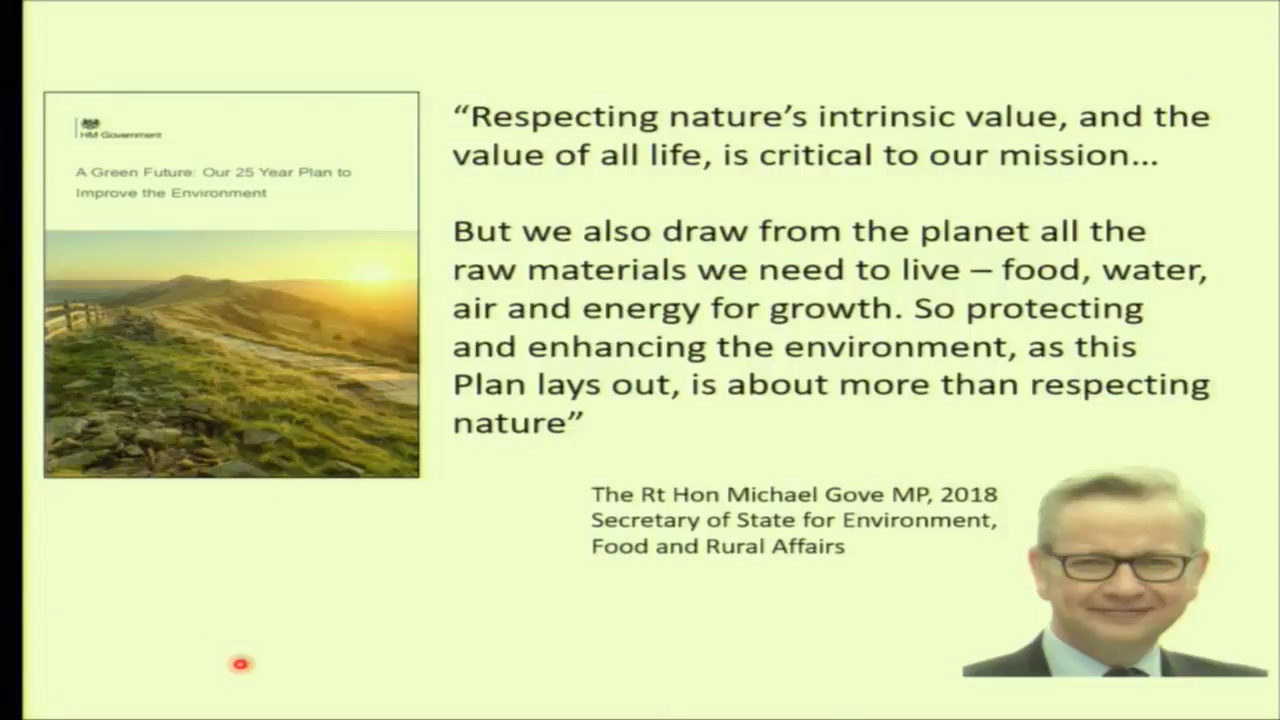 HM Government
A Green Future: Our 25 Year Plan to
Improve the Environment
“Respecting nature’s intrinsic value, and the
value of all life, is critical to our mission...
But we also draw from the planet all the
raw materials we need to live – food, water,
air and energy for growth. So protecting
and enhancing the environment, as this
Plan lays out, is about more than respecting
nature”
The Rt Hon Michael Gove MP, 2018
Secretary of State for Environment,
Food and Rural Affairs